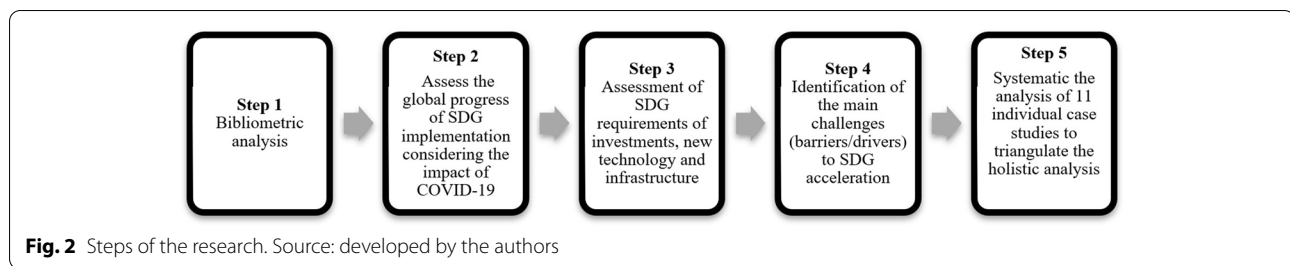 Step 1
Bibliometric
analysis
Step 2
Assess the
global progress
of SDG
implementation
considering the
impact of
COVID-19
Step 3
Assessment of
SDG
requirements of
investments, new
technology and
infrastructure
Step 4
Identification of
the main
challenges
(barriers/drivers)
to SDG
acceleration
Step 5
Systematic the
analysis of 11
individual case
studies to
triangulate the
holistic analysis
Fig. 2 Steps of the research. Source: developed by the authors